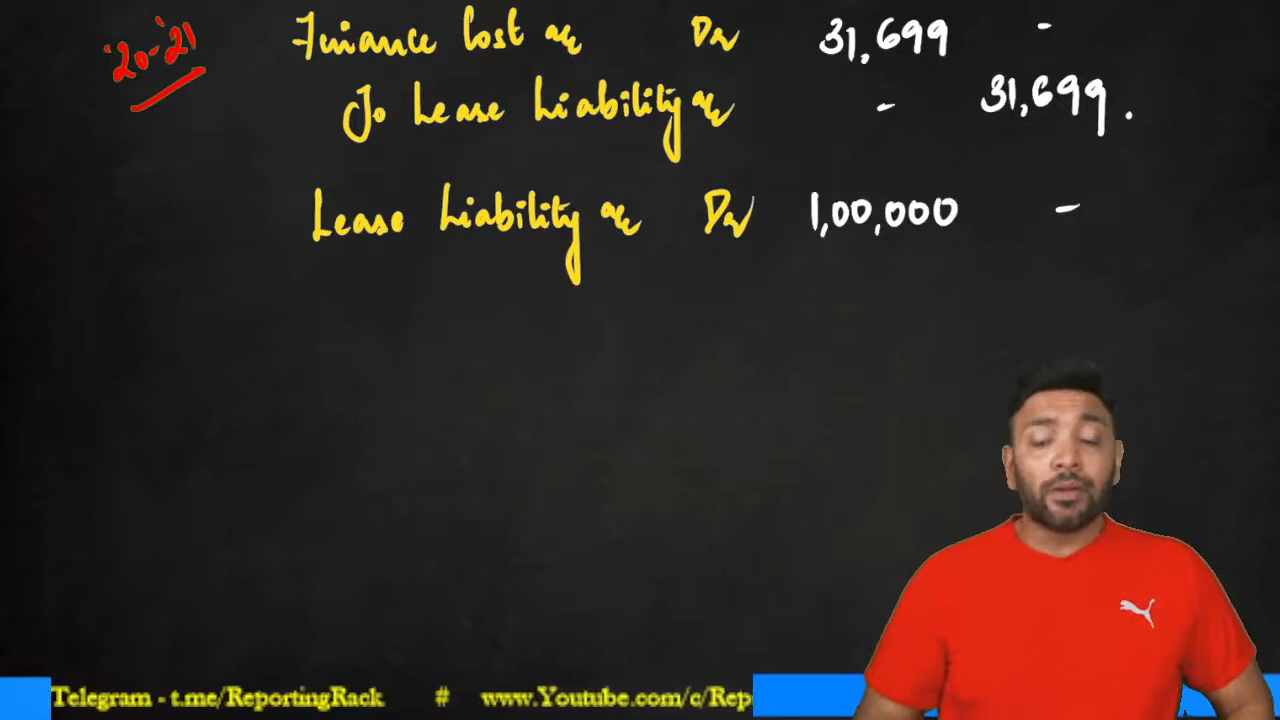 '20-'21
Finance Cost a/c Dr 31,699 -
To Lease Liability a/c - 31,699.
Lease Liability a/c Dr 1,00,000 -
Telegram - t.me/ReportingRack # www.Youtube.com/c/Rep